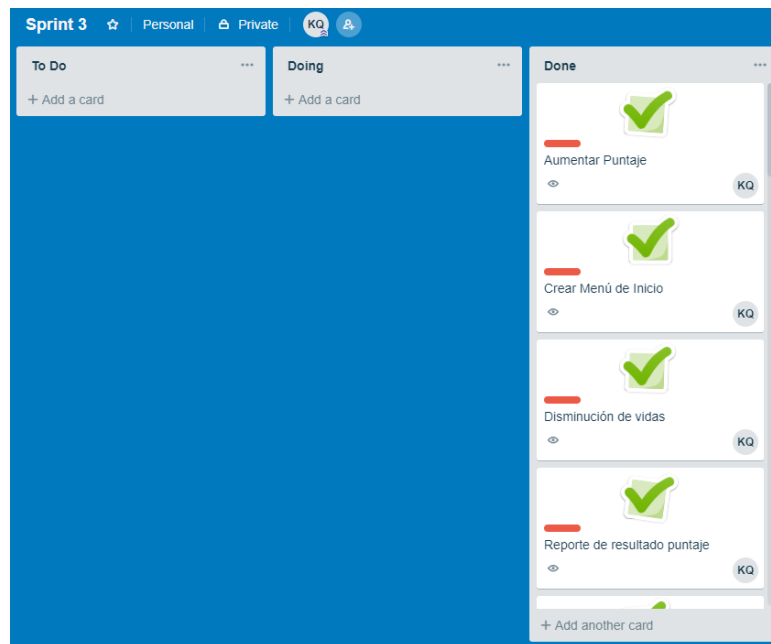 Sprint 3 Personal Private KQ
To Do
+ Add a card
Doing
+ Add a card
Done
Aumentar Puntaje
KQ
Crear Menú de Inicio
KQ
Disminución de vidas
KQ
Reporte de resultado puntaje
KQ
+ Add another card